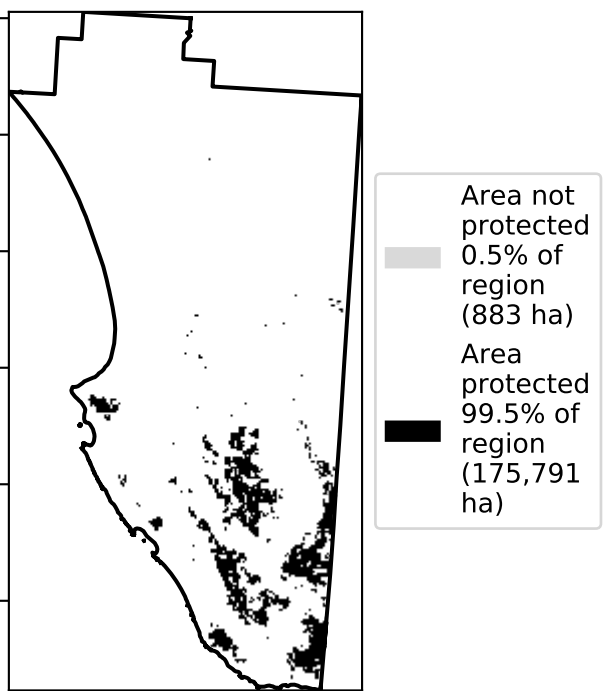 Area not
protected
0.5% of
region
(883 ha)
Area
protected
99.5% of
region
(175,791
ha)